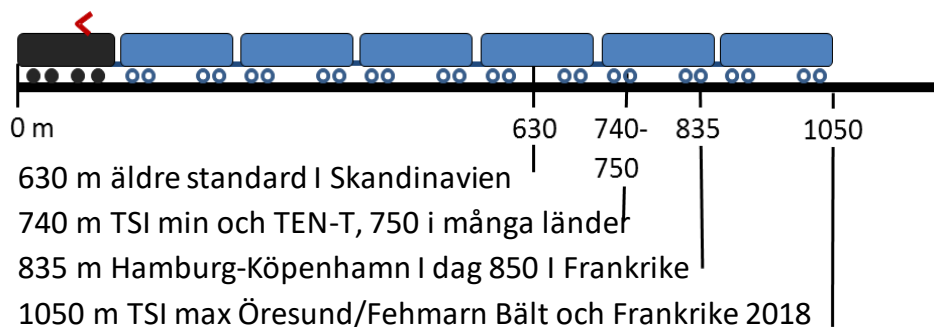 0 m 630 740- 835 1050
750
630 m äldre standard I Skandinavien
740 m TSI min och TEN-T, 750 i många länder
835 m Hamburg-Köpenhamn I dag 850 I Frankrike
1050 m TSI max Öresund/Fehmarn Bält och Frankrike 2018